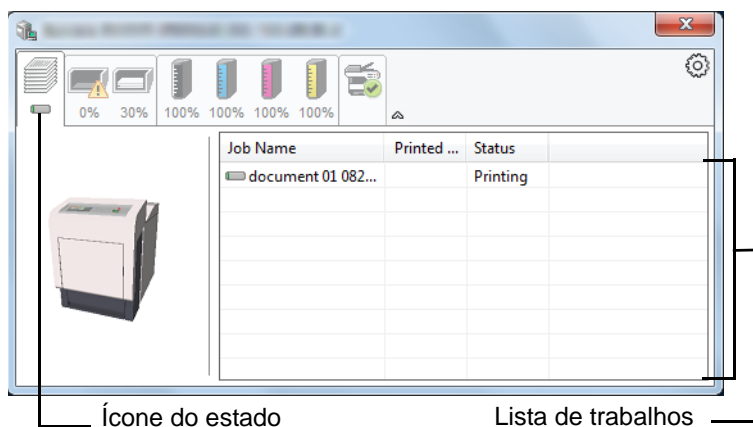 0% 30% 100% 100% 100% 100%
Job Name Printed ... Status
document 01 082... Printing
Ícone do estado Lista de trabalhos